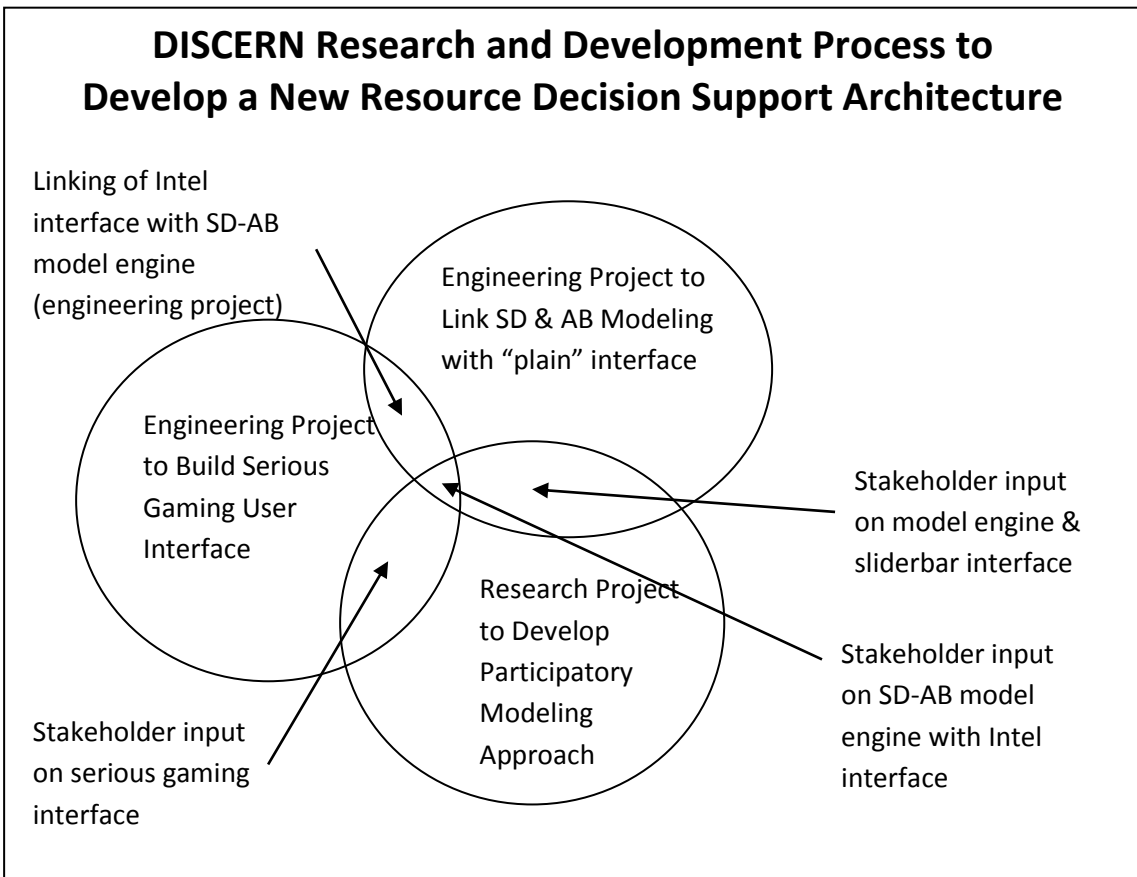 DISCERN Research and Development Process to
Develop a New Resource Decision Support Architecture
Linking of Intel
interface with SD-AB
model engine
(engineering project)
Engineering Project to
Link SD & AB Modeling
with “plain” interface
Engineering Project
to Build Serious
Gaming User
Interface
Stakeholder input
on model engine &
sliderbar interface
Research Project
to Develop
Participatory
Modeling
Approach
Stakeholder input
on SD-AB model
engine with Intel
interface
Stakeholder input
on serious gaming
interface